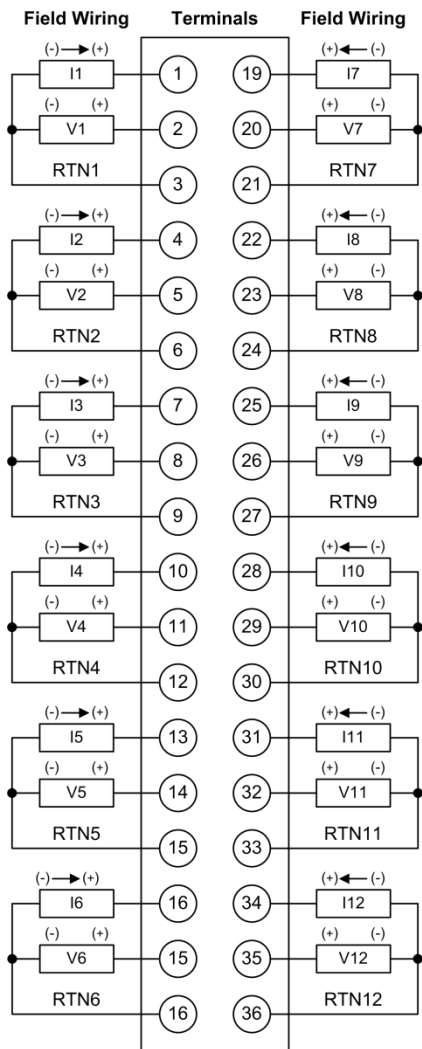 Field Wiring Terminals Field Wiring
(-) (+) (+) (-)
I1 1 19 I7
(-) (+) (+) (-)
V1 2 20 V7
RTN1 3 21 RTN7
(-) (+) (+) (-)
I2 4 22 I8
(-) (+) (+) (-)
V2 5 23 V8
RTN2 6 24 RTN8
(-) (+) (+) (-)
I3 7 25 I9
(-) (+) (+) (-)
V3 8 26 V9
RTN3 9 27 RTN9
(-) (+) (+) (-)
I4 10 28 I10
(-) (+) (+) (-)
V4 11 29 V10
RTN4 12 30 RTN10
(-) (+) (+) (-)
I5 13 31 I11
(-) (+) (+) (-)
V5 14 32 V11
RTN5 15 33 RTN11
(-) (+) (+) (-)
I6 16 34 I12
(-) (+) (+) (-)
V6 15 35 V12
RTN6 16 36 RTN12